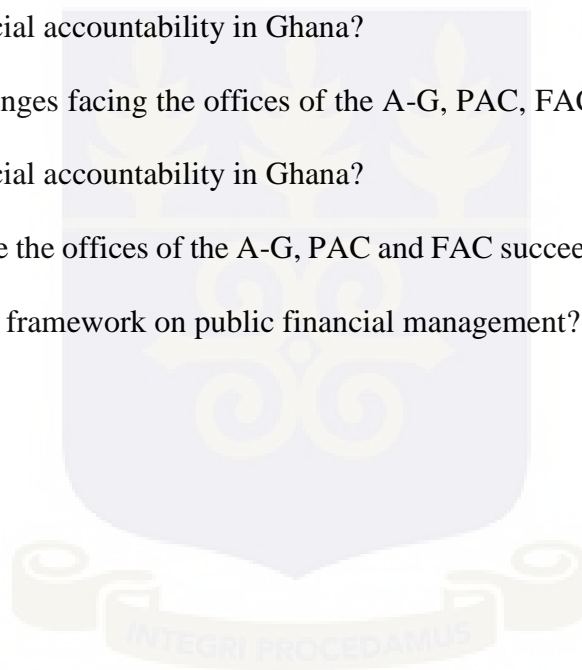 cial accountability in Ghana?
nges facing the offices of the A-G, PAC, FAC
cial accountability in Ghana?
e the offices of the A-G, PAC and FAC succee
framework on public financial management?
INTEGRI PROCEDAMUS